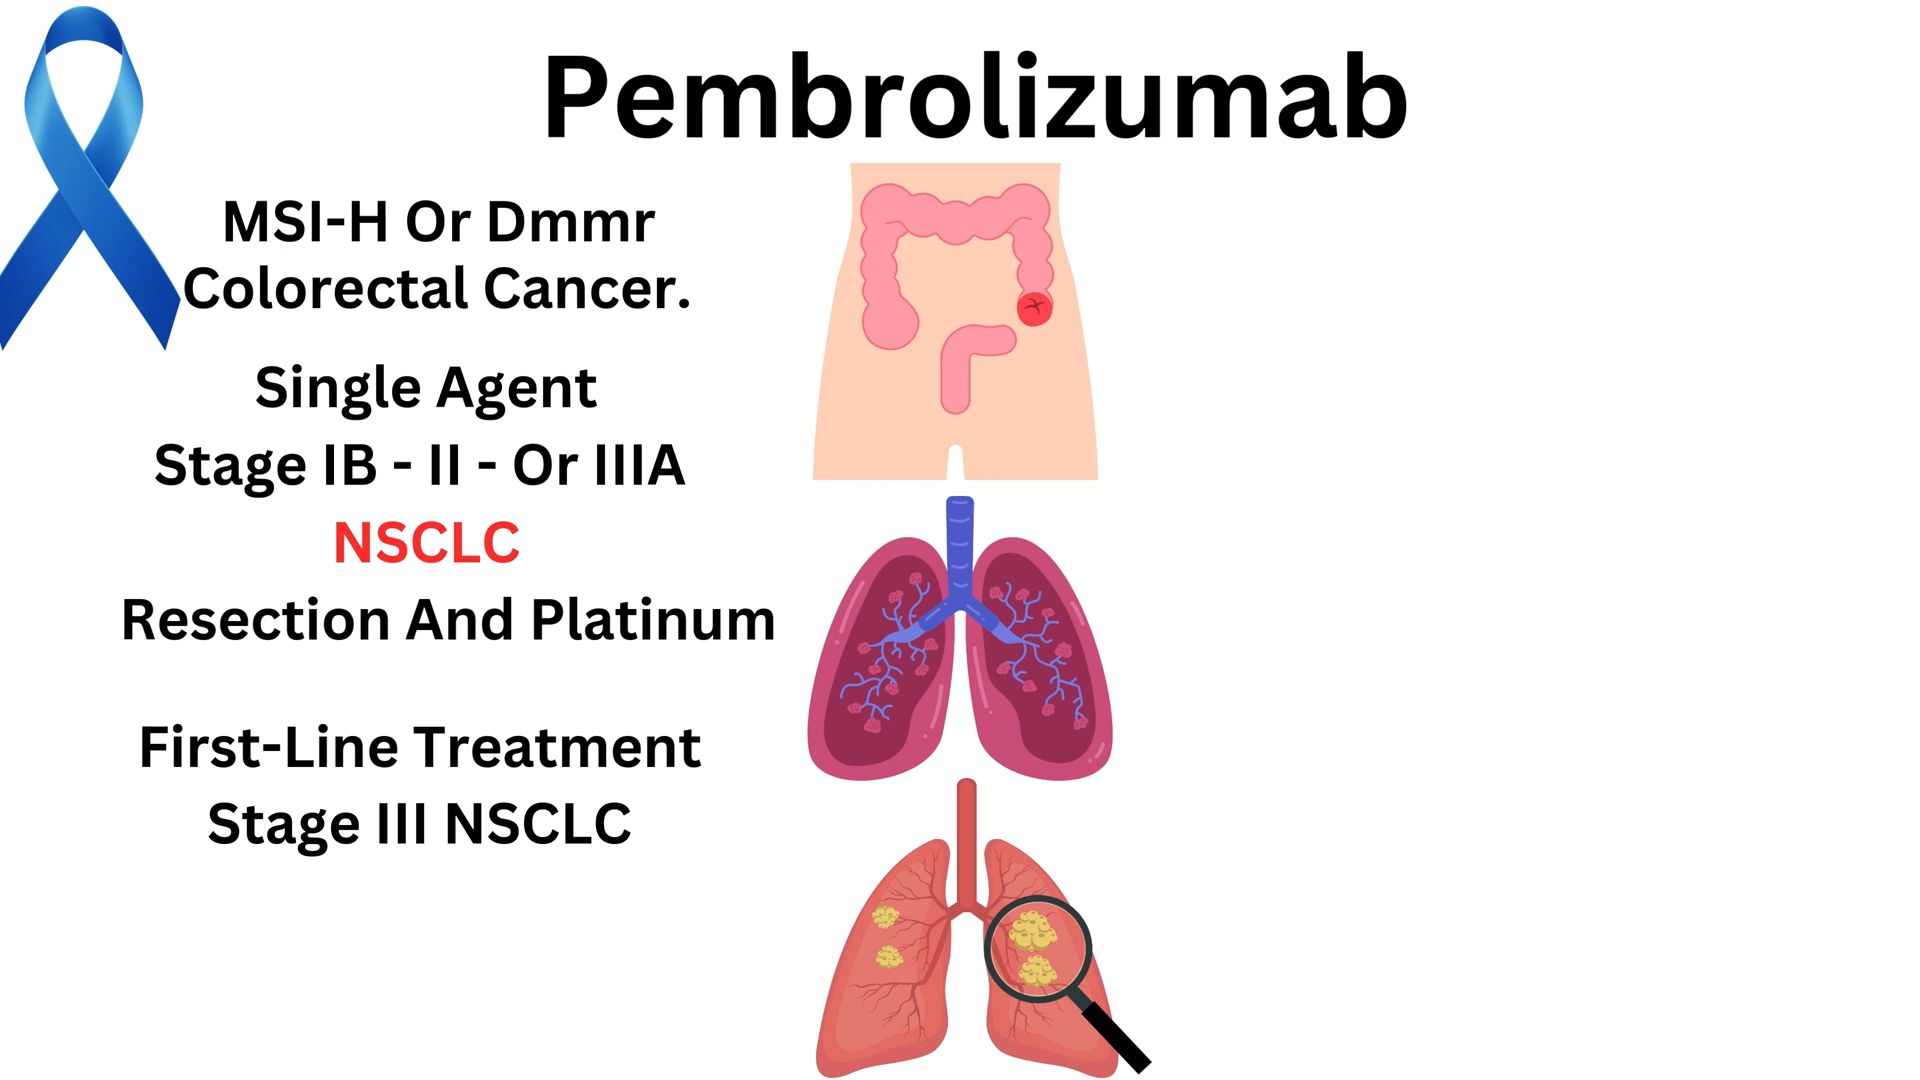 Pembrolizumab
MSI-H Or Dmmr
Colorectal Cancer.
Single Agent
Stage IB - II - Or IIIA
NSCLC
Resection And Platinum
First-Line Treatment
Stage III NSCLC